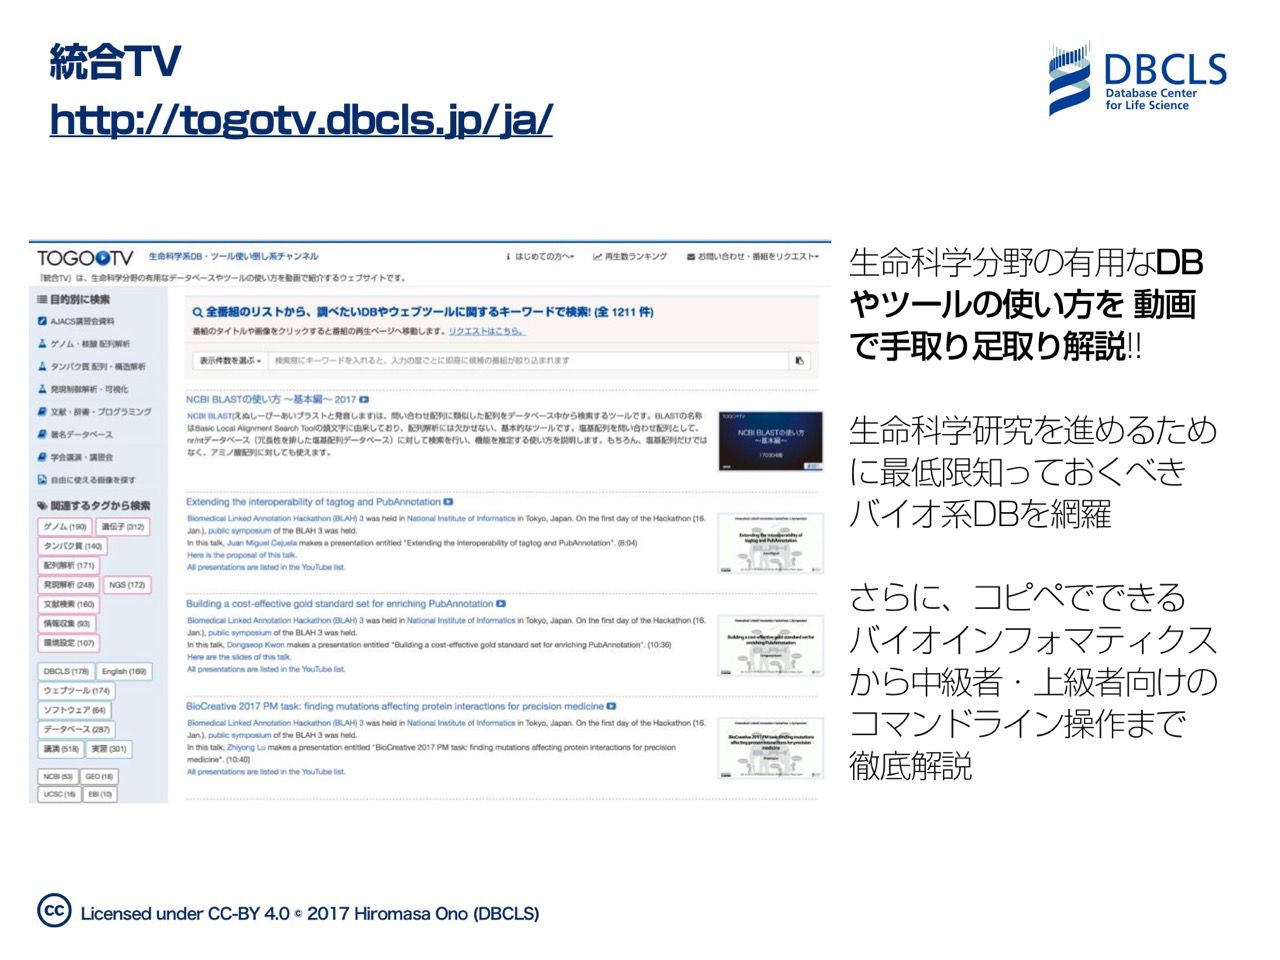 統合TV
http://togotv.dbcls.jp/ja/
DBCLS
Database Center
for Life Science
TOGOTV 生命科学系DB・ツール使い倒し系チャンネル
はじめての方へ 再生数ランキング お問い合わせ・番組をリクエスト
『統合TV』は、生命科学分野の有用なデータベースやツールの使い方を動画で紹介するウェブサイトです。
目的別に検索
AJACS講習会資料
ゲノム・核酸 配列解析
タンパク質 配列・構造解析
発現制御解析・可視化
文献・辞書・プログラミング
著名データベース
学会講演・講習会
自由に使える画像を探す
関連するタグから検索
ゲノム (190) 遺伝子 (312)
タンパク質 (140)
配列解析 (171)
発現解析 (248) NGS (172)
文献検索 (160)
情報収集 (93)
環境設定 (107)
DBCLS (178) English (169)
ウェブツール (174)
ソフトウェア (64)
データベース (287)
講演 (518) 実習 (301)
NCBI (53) GEO (18)
UCSC (16) EBI (10)
全番組のリストから、調べたいDBやウェブツールに関するキーワードで検索! (全 1211 件)
番組のタイトルや画像をクリックすると番組の再生ページへ移動します。 リクエストはこちら。
表示件数を選ぶ 検索窓にキーワードを入れると、入力の度ごとに即座に候補の番組が絞り込まれます
NCBI BLASTの使い方 〜基本編〜 2017
NCBI BLAST(えぬしーびーあいブラストと発音します)は、問い合わせ配列に類似した配列をデータベース中から検索するツールです。BLASTの名称
はBasic Local Alignment Search Toolの頭文字に由来しており、配列解析には欠かせない、基本的なツールです。塩基配列を問い合わせ配列として、
nr/ntデータベース（冗長性を排した塩基配列データベース）に対して検索を行い、機能を推定する使い方を説明します。もちろん、塩基配列だけでは
なく、アミノ酸配列に対しても使えます。
TOGOTV
NCBI BLASTの使い方
〜基本編〜
170304版
Extending the interoperability of tagtog and PubAnnotation
Biomedical Linked Annotation Hackathon (BLAH) 3 was held in National Institute of Informatics in Tokyo, Japan. On the first day of the Hackathon (16.
Jan.), public symposium of the BLAH 3 was held.
In this talk, Juan Miguel Cejuela makes a presentation entitled "Extending the interoperability of tagtog and PubAnnotation". (8:04)
Here is the proposal of this talk.
All presentations are listed in the YouTube list.
Extending the interoperability of
tagtog and PubAnnotation
Building a cost-effective gold standard set for enriching PubAnnotation
Biomedical Linked Annotation Hackathon (BLAH) 3 was held in National Institute of Informatics in Tokyo, Japan. On the first day of the Hackathon (16.
Jan.), public symposium of the BLAH 3 was held.
In this talk, Dongseop Kwon makes a presentation entitled "Building a cost-effective gold standard set for enriching PubAnnotation". (10:36)
Here are the slides of this talk.
All presentations are listed in the YouTube list.
Building a cost-effective gold standard set for
enriching PubAnnotation
BioCreative 2017 PM task: finding mutations affecting protein interactions for precision medicine
Biomedical Linked Annotation Hackathon (BLAH) 3 was held in National Institute of Informatics in Tokyo, Japan. On the first day of the Hackathon (16.
Jan.), public symposium of the BLAH 3 was held.
In this talk, Zhiyong Lu makes a presentation entitled "BioCreative 2017 PM task: finding mutations affecting protein interactions for precision
medicine". (10:40)
All presentations are listed in the YouTube list.
BioCreative 2017 PM task: finding mutations
affecting protein interactions for precision
medicine
生命科学分野の有用なDB
やツールの使い方を 動画
で手取り足取り解説!!
生命科学研究を進めるため
に最低限知っておくべき
バイオ系DBを網羅
さらに、コピペでできる
バイオインフォマティクス
から中級者・上級者向けの
コマンドライン操作まで
徹底解説
cc Licensed under CC-BY 4.0 © 2017 Hiromasa Ono (DBCLS)